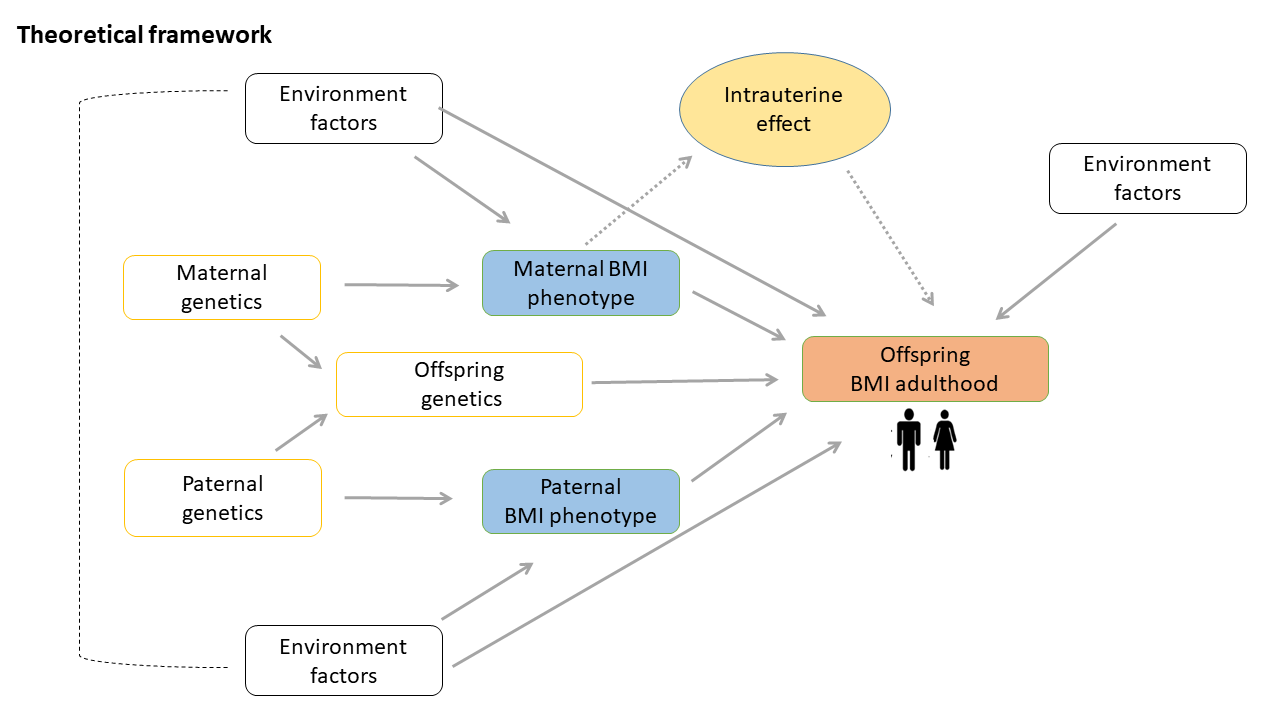 Theoretical framework
Environment
factors
Intrauterine
effect
Environment
factors
Maternal
genetics
Maternal BMI
phenotype
Offspring
genetics
Offspring
BMI adulthood
Paternal
genetics
Paternal
BMI phenotype
Environment
factors